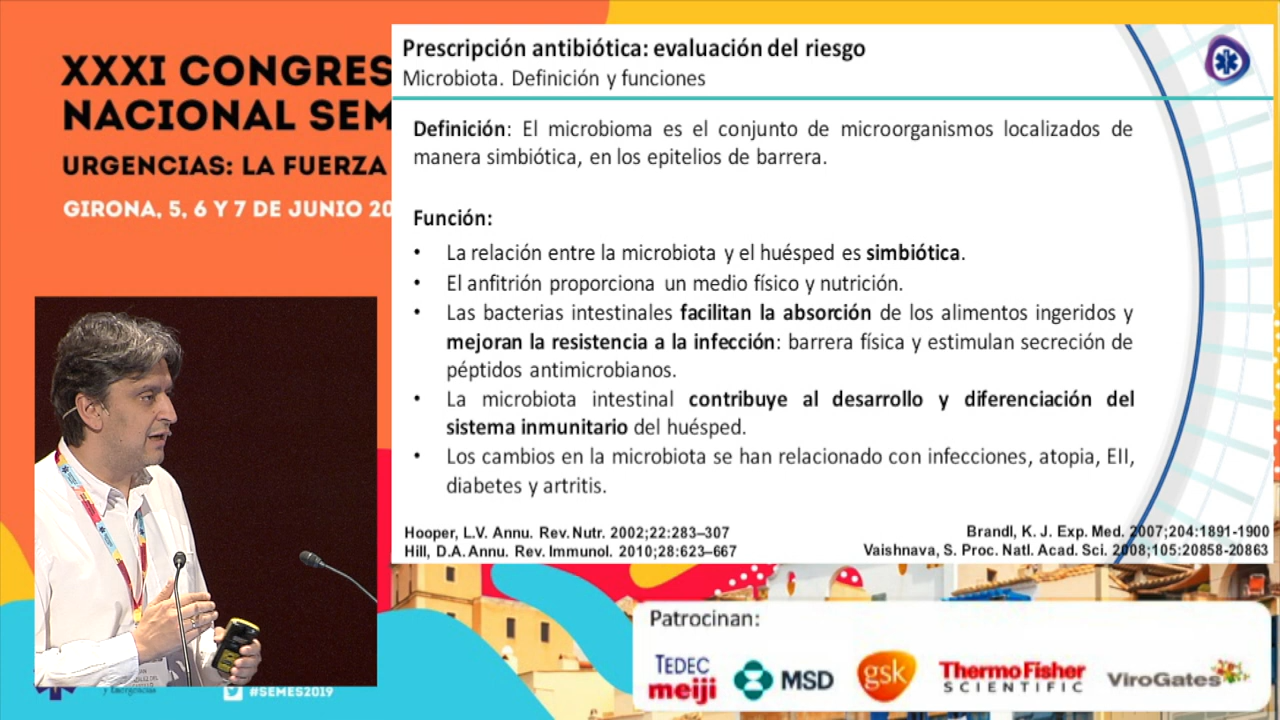 XXXI CONGRES
NACIONAL SEM
URGENCIAS: LA FUERZA
GIRONA, 5, 6 Y 7 DE JUNIO 20
Prescripción antibiótica: evaluación del riesgo
Microbiota. Definición y funciones
Definición: El microbioma es el conjunto de microorganismos localizados de
manera simbiótica, en los epitelios de barrera.
Función:
• La relación entre la microbiota y el huésped es simbiótica.
• El anfitrión proporciona un medio físico y nutrición.
• Las bacterias intestinales facilitan la absorción de los alimentos ingeridos y
mejoran la resistencia a la infección: barrera física y estimulan secreción de
péptidos antimicrobianos.
• La microbiota intestinal contribuye al desarrollo y diferenciación del
sistema inmunitario del huésped.
• Los cambios en la microbiota se han relacionado con infecciones, atopia, EII,
diabetes y artritis.
Hooper, L.V. Annu. Rev. Nutr. 2002;22:283–307
Hill, D.A. Annu. Rev. Immunol. 2010;28:623–667
Brandl, K. J. Exp. Med. 2007;204:1891-1900
Vaishnava, S. Proc. Natl. Acad. Sci. 2008;105:20858-20863
Patrocinan:
TEDEC
meiji
MSD
gsk
ThermoFisher
SCIENTIFIC
ViroGates
y Emergencias
#SEMES2019